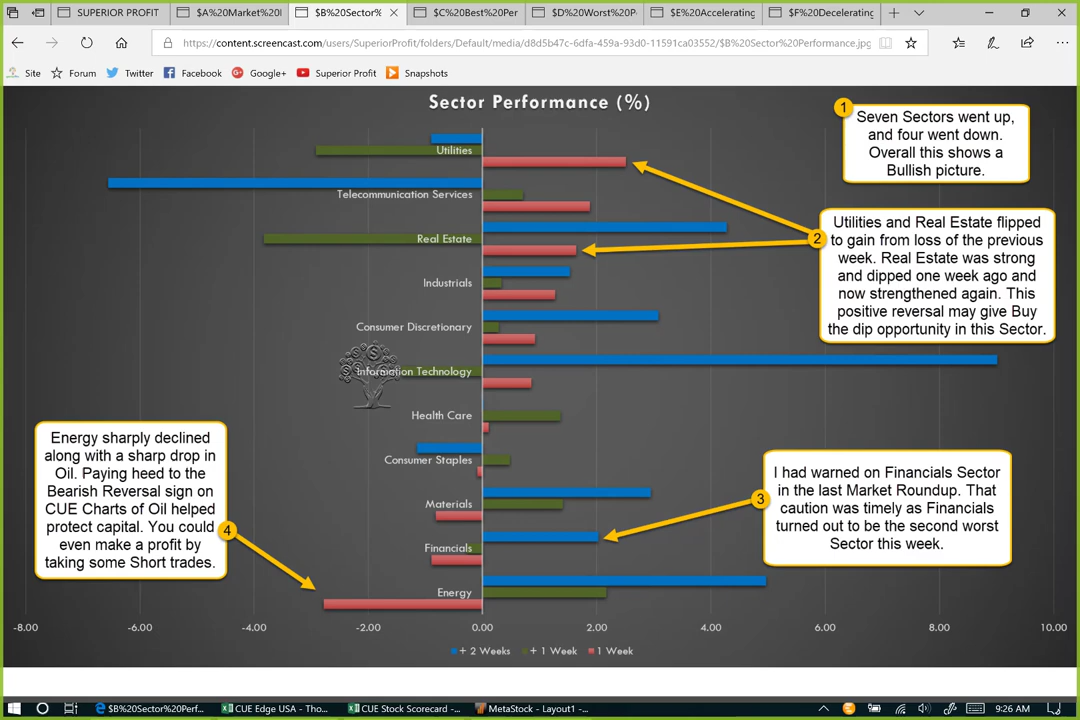 SUPERIOR PROFIT
$A%20Market%20I
$B%20Sector%
$C%20Best%20Per
$D%20Worst%20P
$E%20Accelerating
$F%20Decelerating
https://content.screencast.com/users/SuperiorProfit/folders/Default/media/d8d5b47c-6dfa-459a-93d0-11591ca03552/$B%20Sector%20Performance.jpg
Site
Forum
Twitter
Facebook
Google+
Superior Profit
Snapshots
Sector Performance (%)
1
Seven Sectors went up,
and four went down.
Overall this shows a
Bullish picture.
2
Utilities and Real Estate flipped
to gain from loss of the previous
week. Real Estate was strong
and dipped one week ago and
now strengthened again. This
positive reversal may give Buy
the dip opportunity in this Sector.
Utilities
Telecommunication Services
Real Estate
Industrials
Consumer Discretionary
Information Technology
Health Care
Consumer Staples
Materials
Financials
Energy
3
I had warned on Financials Sector
in the last Market Roundup. That
caution was timely as Financials
turned out to be the second worst
Sector this week.
4
Energy sharply declined
along with a sharp drop in
Oil. Paying heed to the
Bearish Reversal sign on
CUE Charts of Oil helped
protect capital. You could
even make a profit by
taking some Short trades.
-8.00 -6.00 -4.00 -2.00 0.00 2.00 4.00 6.00 8.00 10.00
+ 2 Weeks + 1 Week 1 Week
$B%20Sector%20Perf...
CUE Edge USA - Tho...
CUE Stock Scorecard -...
MetaStock - Layout1 -...
9:26 AM